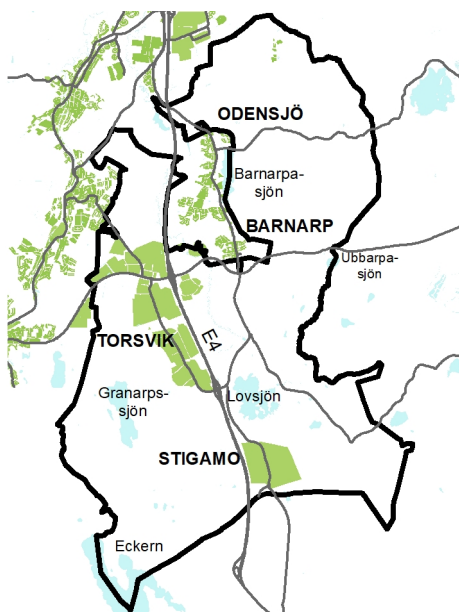 ODENSJÖ
Barnarpa-
sjön
BARNARP
Ubbarpa-
sjön
E4
TORSVIK
Granarps-
sjön
Lovsjön
STIGAMO
Eckern